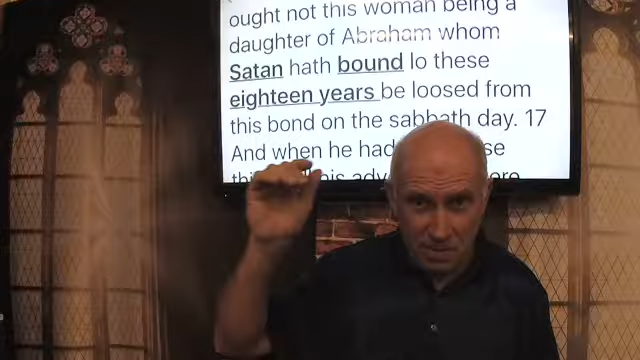 ought not this woman being a
daughter of Abraham whom
Satan hath bound lo these
eighteen years be loosed from
this bond on the sabbath day. 17
And when he had